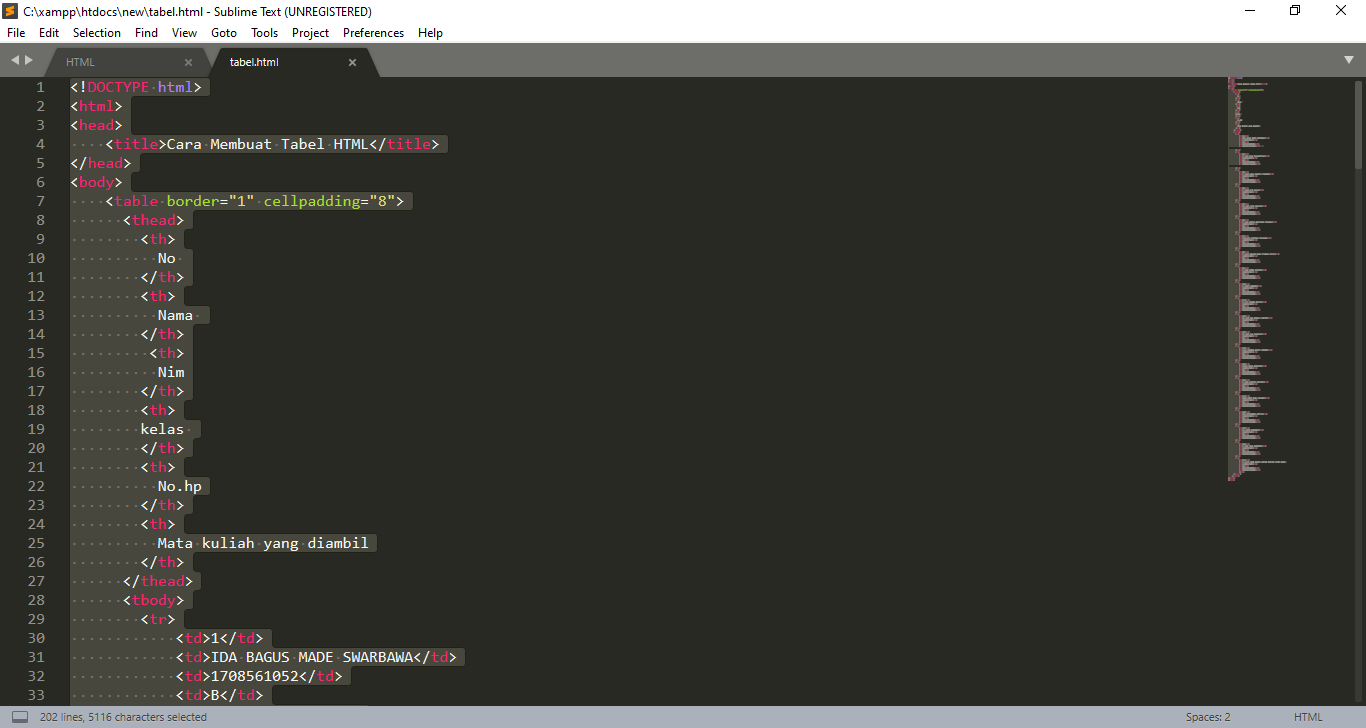 C:\xampp\htdocs\new\tabel.html - Sublime Text (UNREGISTERED)
File Edit Selection Find View Goto Tools Project Preferences Help
HTML × tabel.html ×
1 <!DOCTYPE html>
2 <html>
3 <head>
4 <title>Cara Membuat Tabel HTML</title>
5 </head>
6 <body>
7 <table border="1" cellpadding="8">
8 <thead>
9 <th>
10 No
11 </th>
12 <th>
13 Nama
14 </th>
15 <th>
16 Nim
17 </th>
18 <th>
19 kelas
20 </th>
21 <th>
22 No.hp
23 </th>
24 <th>
25 Mata kuliah yang diambil
26 </th>
27 </thead>
28 <tbody>
29 <tr>
30 <td>1</td>
31 <td>IDA BAGUS MADE SWARBAWA</td>
32 <td>1708561052</td>
33 <td>B</td>
202 lines, 5116 characters selected Spaces: 2 HTML